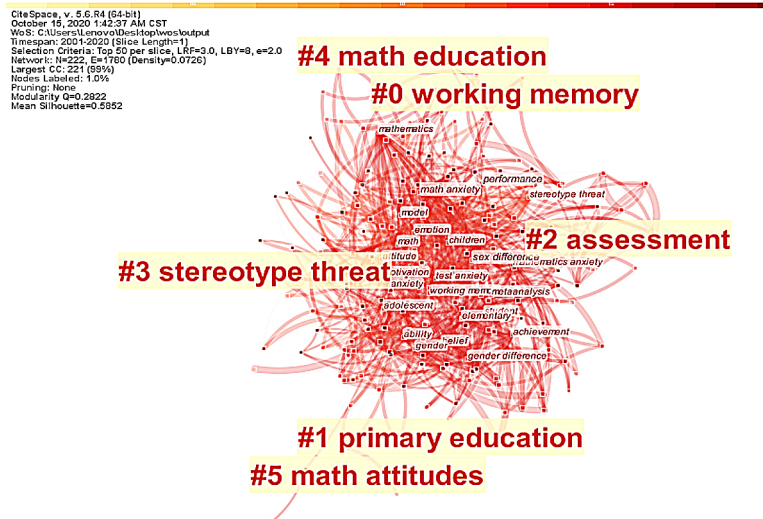 CiteSpace, v. 5.6.R4 (64-bit)
October 15, 2020 1:42:37 AM CST
WoS: C:\Users\Lenovo\Desktop\wos\output
Timespan: 2001-2020 (Slice Length=1)
Selection Criteria: Top 50 per slice, LRF=3.0, LBY=8, e=2.0
Network: N=222, E=1780 (Density=0.0726)
Largest CC: 221 (99%)
Nodes Labeled: 1.0%
Pruning: None
Modularity Q=0.2822
Mean Silhouette=0.5852
#4 math education
#0 working memory
mathematics
performance
math anxiety
stereotype threat
model
emotion
math
children
#2 assessment
attitude
sex difference
mathematics anxiety
#3 stereotype threat
motivation
test anxiety
anxiety
working memo
metaanalysis
adolescent
student
elementary
ability
belief
achievement
gender
gender difference
#1 primary education
#5 math attitudes